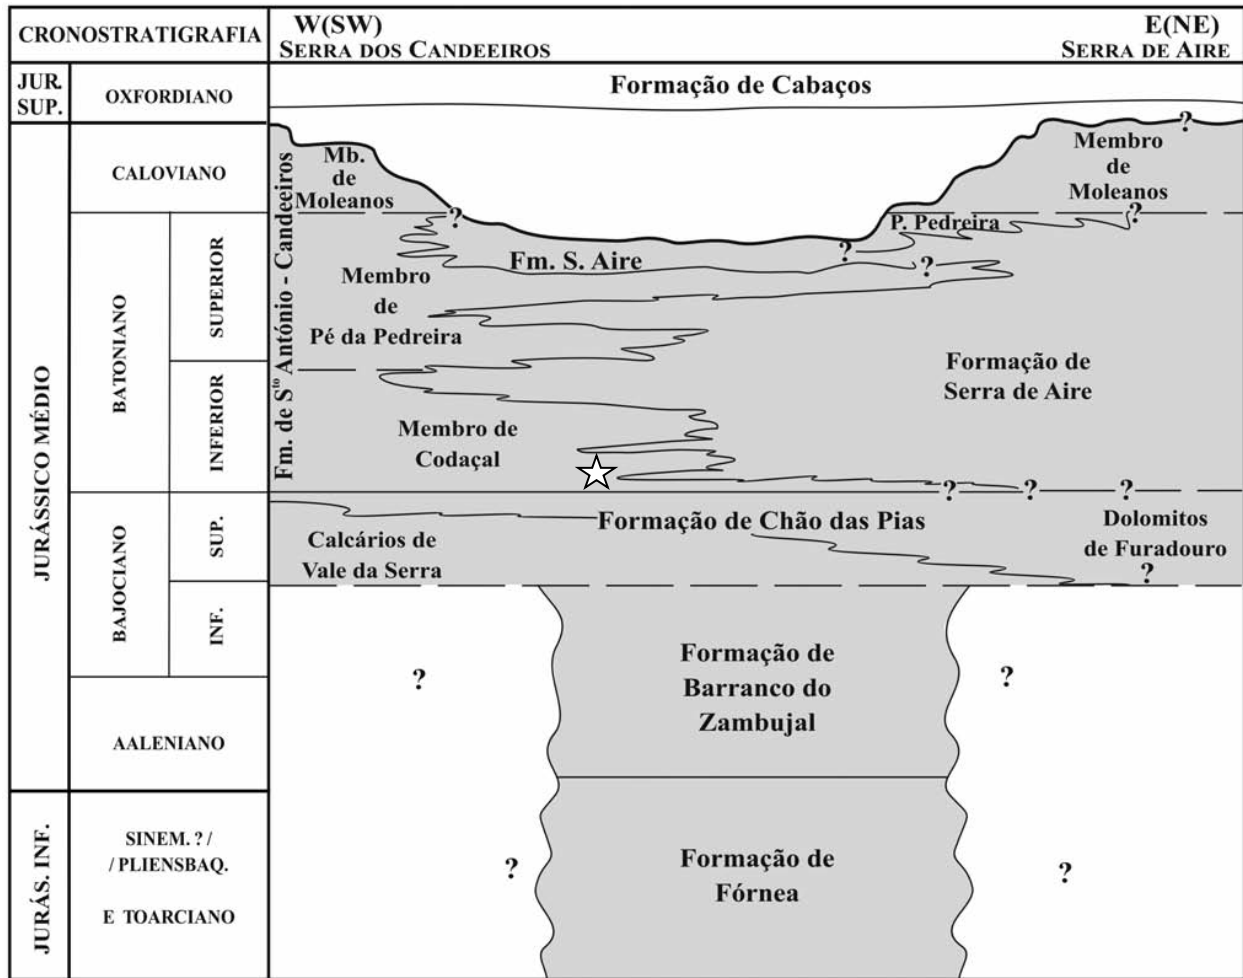 CRONOSTRATIGRAFIA
W(SW)
SERRA DOS CANDEEIROS
E(NE)
SERRA DE AIRE
JUR.
SUP.
OXFORDIANO
Formação de Cabaços
JURÁSSICO MÉDIO
CALOVIANO
BATONIANO
SUPERIOR
INFERIOR
BAJOCIANO
SUP.
INF.
AALENIANO
JURÁS. INF.
SINEM. ? /
/ PLIENSBAQ.
E TOARCIANO
Fm. de Sto António - Candeeiros
Mb.
de
Moleanos
?
Membro
de
Moleanos
?
?
P. Pedreira
?
?
Fm. S. Aire
Membro
de
Pé da Pedreira
Formação de
Serra de Aire
Membro de
Codaçal
? ? ?
Formação de Chão das Pias
Calcários de
Vale da Serra
Dolomitos
de Furadouro
?
Formação de
Barranco do
Zambujal
?
?
Formação de
Fórnea
?
?